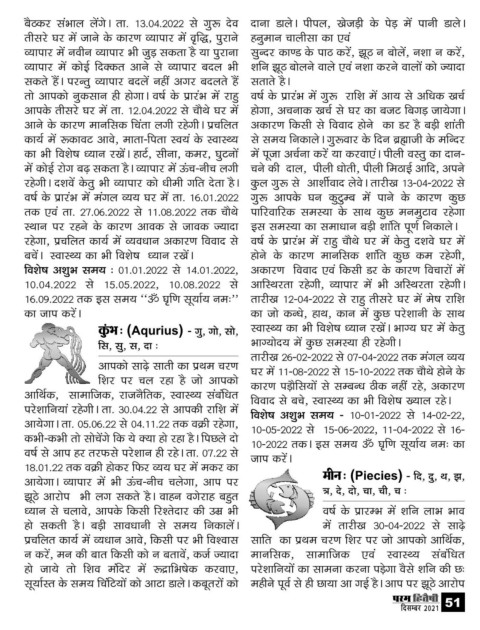 बैठकर संभाल लेंगे। ता. 13.04.2022 से गुरू देव
तीसरे घर में जाने के कारण व्यापार में वृद्धि, पुराने
व्यापार में नवीन व्यापार भी जुड़ सकता है या पुराना
व्यापार में कोई दिक्कत आने से व्यापार बदल भी
सकते हैं। परन्तु व्यापार बदलें नहीं अगर बदलते हैं
तो आपको नुकसान ही होगा। वर्ष के प्रारंभ में राहु
आपके तीसरे घर में ता. 12.04.2022 से चौथे घर में
आने के कारण मानसिक चिंता लगी रहेगी। प्रचलित
कार्य में रूकावट आवे, माता-पिता स्वयं के स्वास्थ्य
का भी विशेष ध्यान रखें। हार्ट, सीना, कमर, घुटनों
में कोई रोग बढ़ सकता है। व्यापार में ऊंच-नीच लगी
रहेगी। दशवें केतु भी व्यापार को धीमी गति देता है।
वर्ष के प्रारंभ में मंगल व्यय घर में ता. 16.01.2022
तक एवं ता. 27.06.2022 से 11.08.2022 तक चौथे
स्थान पर रहने के कारण आवक से जावक ज्यादा
रहेगा, प्रचलित कार्य में व्यवधान अकारण विवाद से
बचें। स्वास्थ्य का भी विशेष ध्यान रखें।
विशेष अशुभ समय : 01.01.2022 से 14.01.2022,
10.04.2022 से 15.05.2022, 10.08.2022 से
16.09.2022 तक इस समय ‘‘ॐ घृणि सूर्याय नमः’’
का जाप करें।
कुंभः (Aqurius) - गु, गो, सो,
सि, सु, स, दा :
आपको साढ़े साती का प्रथम चरण
शिर पर चल रहा है जो आपको
आर्थिक, सामाजिक, राजनैतिक, स्वास्थ्य संबंधित
परेशानियां रहेगी। ता. 30.04.22 से आपकी राशि में
आयेगा। ता. 05.06.22 से 04.11.22 तक वक्री रहेगा,
कभी-कभी तो सोचेंगे कि ये क्या हो रहा है। पिछले दो
वर्ष से आप हर तरफसे परेशान ही रहे। ता. 07.22 से
18.01.22 तक वक्री होकर फिर व्यय घर में मकर का
आयेगा। व्यापार में भी ऊंच-नीच चलेगा, आप पर
झूठे आरोप भी लग सकते है। वाहन वगेराह बहुत
ध्यान से चलावे, आपके किसी रिश्तेदार की उम्र भी
हो सकती है। बड़ी सावधानी से समय निकालें।
प्रचलित कार्य में व्यधान आवे, किसी पर भी विश्वास
न करें, मन की बात किसी को न बतावें, कर्ज ज्यादा
हो जाये तो शिव मंदिर में रूद्राभिषेक करवाए,
सूर्यास्त के समय चिंटियों को आटा डाले। कबूतरों को
दाना डाले। पीपल, खेजड़ी के पेड़ में पानी डाले।
हनुमान चालीसा का एवं
सुन्दर काण्ड के पाठ करें, झूठ न बोलें, नशा न करें,
शनि झूठ बोलने वाले एवं नशा करने वालों को ज्यादा
सताते है।
वर्ष के प्रारंभ में गुरू राशि में आय से अधिक खर्च
होगा, अचनाक खर्च से घर का बजट बिगड़ जायेगा।
अकारण किसी से विवाद होने का डर है बड़ी शांती
से समय निकाले। गुरूवार के दिन ब्रह्माजी के मन्दिर
में पूजा अर्चना करें या करवाएं। पीली वस्तु का दान-
चने की दाल, पीली धोती, पीली मिठाई आदि, अपने
कुल गुरू से आर्शीवाद लेवे। तारीख 13-04-2022 से
गुरू आपके धन कुटुम्ब में पाने के कारण कुछ
पारिवारिक समस्या के साथ कुछ मनमुटाव रहेगा
इस समस्या का समाधान बड़ी शांति पूर्ण निकाले।
वर्ष के प्रारंभ में राहु चौथे घर में केतु दशवे घर में
होने के कारण मानसिक शांति कुछ कम रहेगी,
अकारण विवाद एवं किसी डर के कारण विचारों में
आस्थिरता रहेगी, व्यापार में भी अस्थिरता रहेगी।
तारीख 12-04-2022 से राहु तीसरे घर में मेष राशि
का जो कन्धे, हाथ, कान में कुछ परेशानी के साथ
स्वास्थ्य का भी विशेष ध्यान रखें। भाग्य घर में केतु
भाग्योदय में कुछ समस्या ही रहेगी।
तारीख 26-02-2022 से 07-04-2022 तक मंगल व्यय
घर में 11-08-2022 से 15-10-2022 तक चौथे होने के
कारण पड़ौसियों से सम्बन्ध ठीक नहीं रहे, अकारण
विवाद से बचे, स्वास्थ्य का भी विशेष ख्याल रहे।
विशेष अशुभ समय - 10-01-2022 से 14-02-22,
10-05-2022 से 15-06-2022, 11-04-2022 से 16-
10-2022 तक। इस समय ॐ घृणि सूर्याय नमः का
जाप करें।
मीनः (Piecies) - दि, दु, थ, झ,
त्र, दे, दो, चा, ची, च :
वर्ष के प्रारम्भ में शनि लाभ भाव
में तारीख 30-04-2022 से साढ़े
साति का प्रथम चरण शिर पर जो आपको आर्थिक,
मानसिक, सामाजिक एवं स्वास्थ्य संबंधित
परेशानियों का सामना करना पड़ेगा वैसे शनि की छः
महीने पूर्व से ही छाया आ गई है। आप पर झूठे आरोप
परम हितैषी
दिसम्बर 2021
51